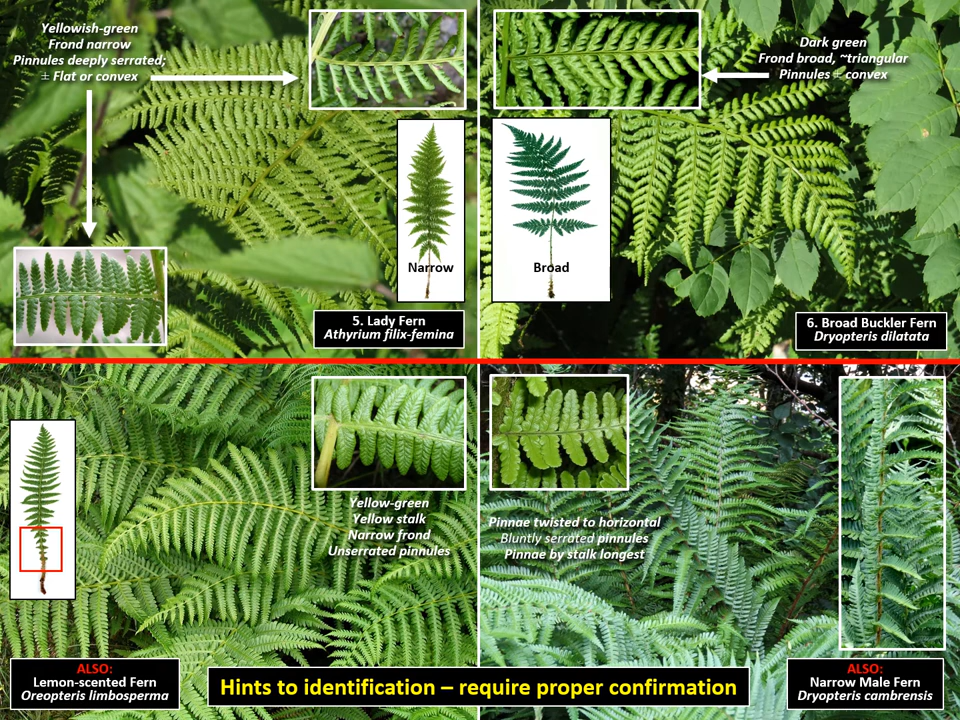 Yellowish-green
Frond narrow
Pinnules deeply serrated;
± Flat or convex
Narrow
5. Lady Fern
Athyrium filix-femina
Dark green
Frond broad, ~triangular
Pinnules ± convex
Broad
6. Broad Buckler Fern
Dryopteris dilatata
Yellow-green
Yellow stalk
Narrow frond
Unserrated pinnules
ALSO:
Lemon-scented Fern
Oreopteris limbosperma
Pinnae twisted to horizontal
Bluntly serrated pinnules
Pinnae by stalk longest
ALSO:
Narrow Male Fern
Dryopteris cambrensis
Hints to identification – require proper confirmation